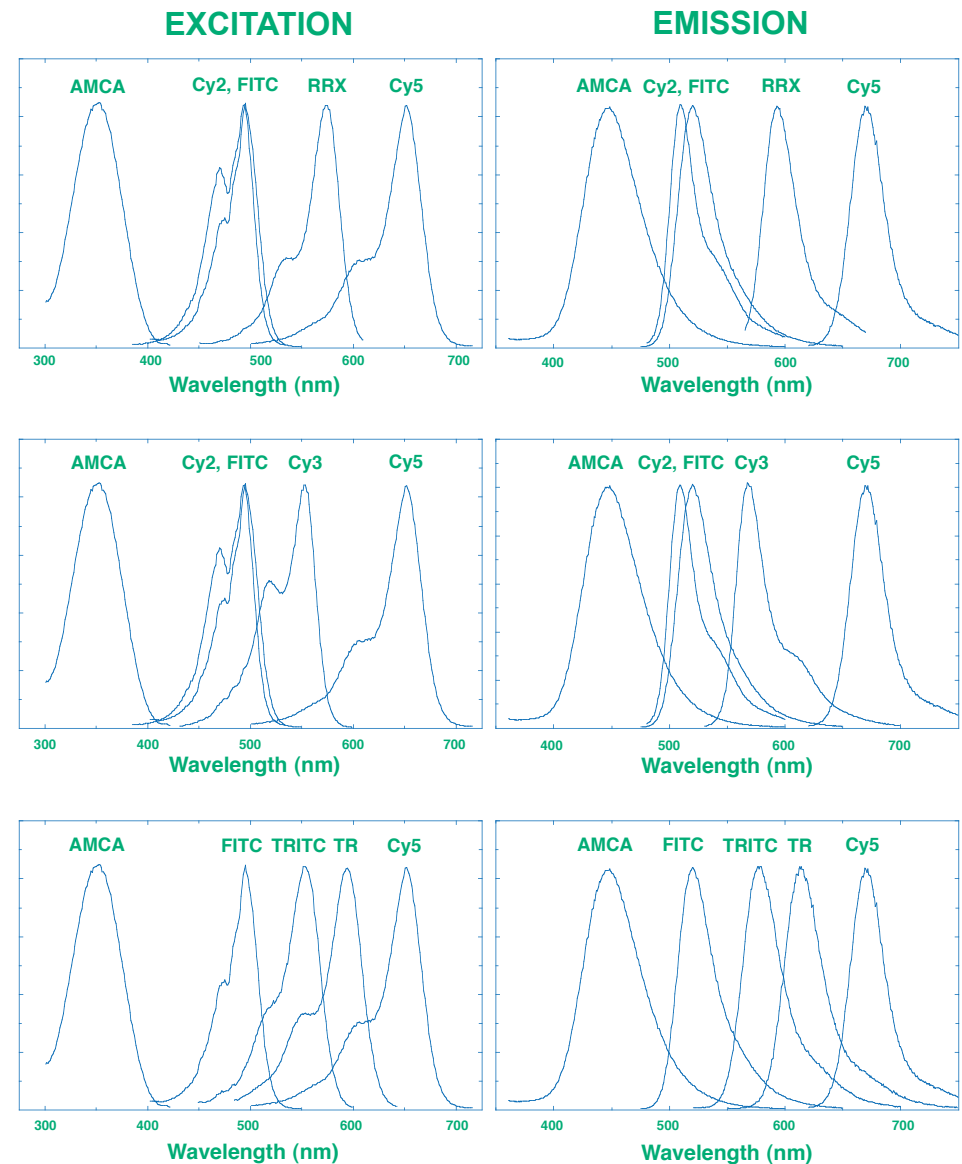 EXCITATION
EMISSION
AMCA Cy2, FITC RRX Cy5
AMCA Cy2, FITC RRX Cy5
300 400 500 600 700
400 500 600 700
Wavelength (nm)
Wavelength (nm)
AMCA Cy2, FITC Cy3 Cy5
AMCA Cy2, FITC Cy3 Cy5
300 400 500 600 700
400 500 600 700
Wavelength (nm)
Wavelength (nm)
AMCA FITC TRITC TR Cy5
AMCA FITC TRITC TR Cy5
300 400 500 600 700
400 500 600 700
Wavelength (nm)
Wavelength (nm)